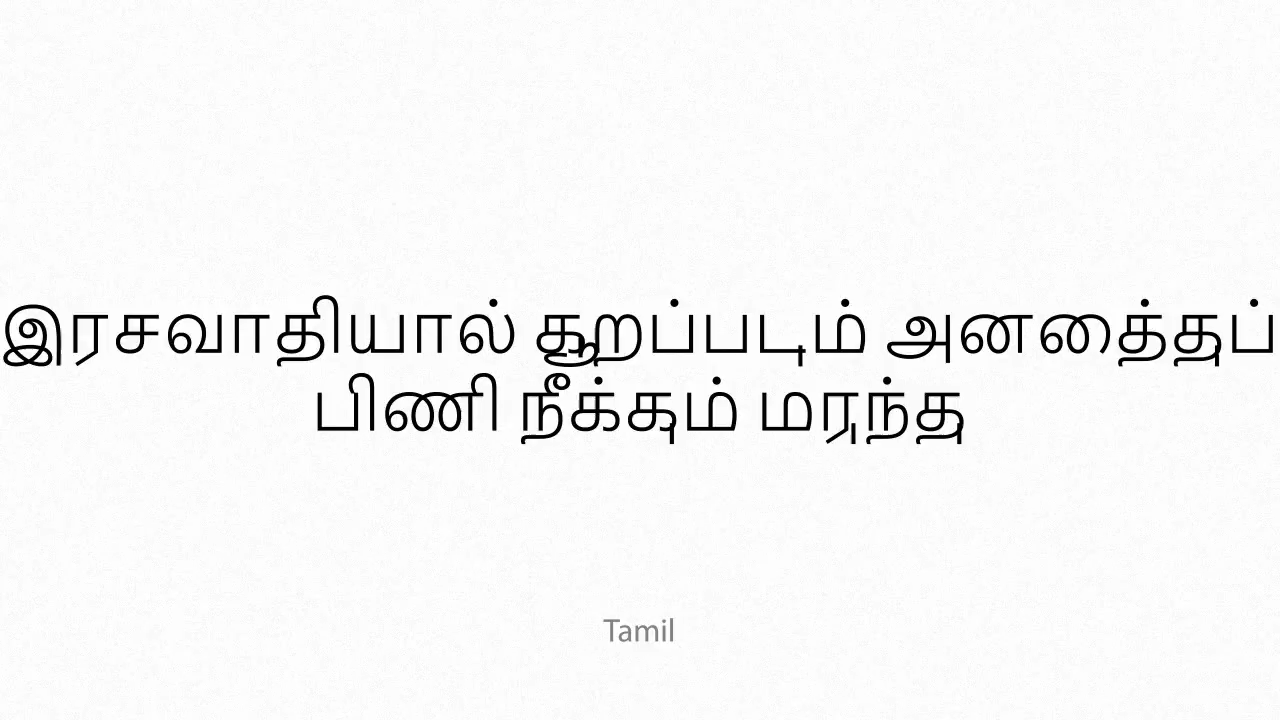 இரசவாதியால் கூறப்படும் அனைத்துப்
பிணி நீக்கும் மருந்து
Tamil